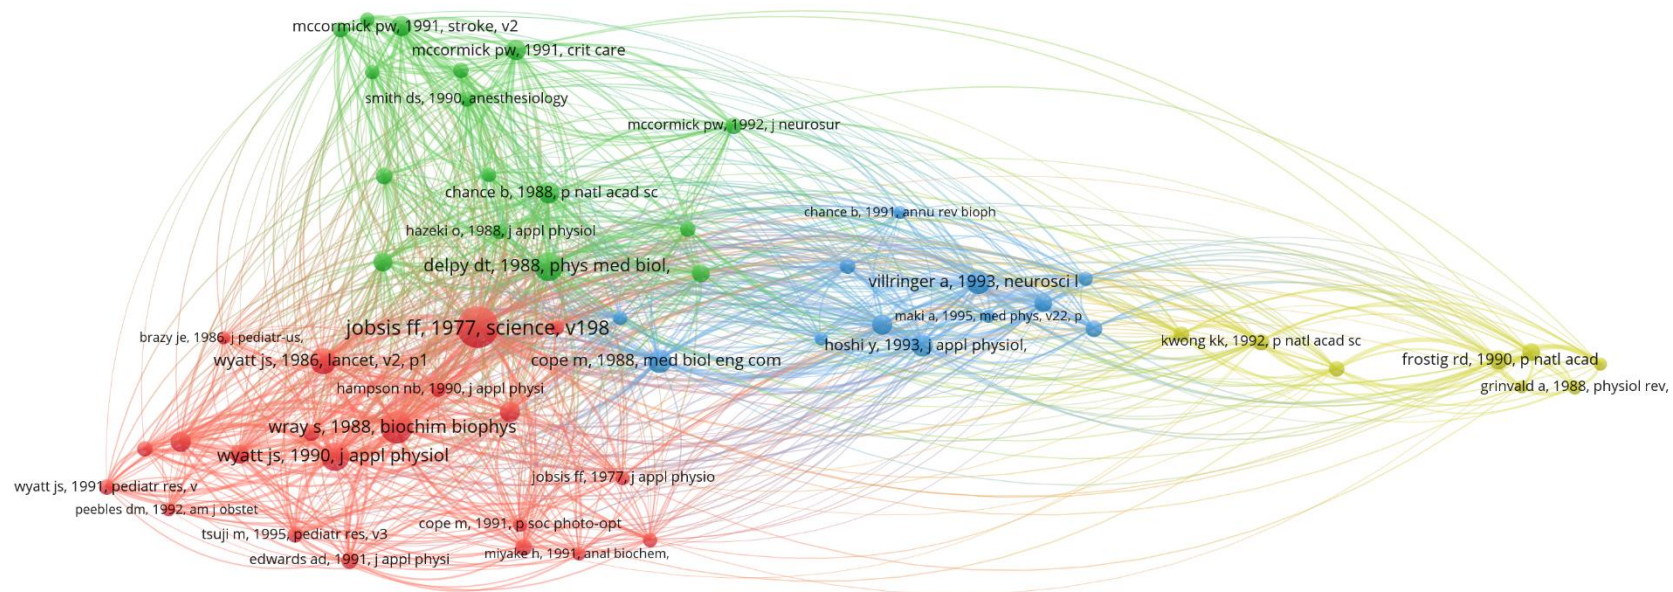 mccormick pw, 1991, stroke, v2
mccormick pw, 1991, crit care
smith ds, 1990, anesthesiology
mccormick pw, 1992, j neurosur
chance b, 1988, p natl acad sc
chance b, 1991, annu rev bioph
hazeki o, 1988, j appl physiol
delpy dt, 1988, phys med biol,
villringer a, 1993, neurosci l
maki a, 1995, med phys, v22, p
jobsis ff, 1977, science, v198
brazy je, 1986, j pediatr-us,
kwong kk, 1992, p natl acad sc
hoshi y, 1993, j appl physiol,
wyatt js, 1986, lancet, v2, p1
cope m, 1988, med biol eng com
frostig rd, 1990, p natl acad
grinvald a, 1988, physiol rev,
hampson nb, 1990, j appl physi
wray s, 1988, biochim biophys
wyatt js, 1990, j appl physiol
jobsis ff, 1977, j appl physio
wyatt js, 1991, pediatr res, v
peebles dm, 1992, am j obstet
cope m, 1991, p soc photo-opt
tsuji m, 1995, pediatr res, v3
miyake h, 1991, anal biochem,
edwards ad, 1991, j appl physi